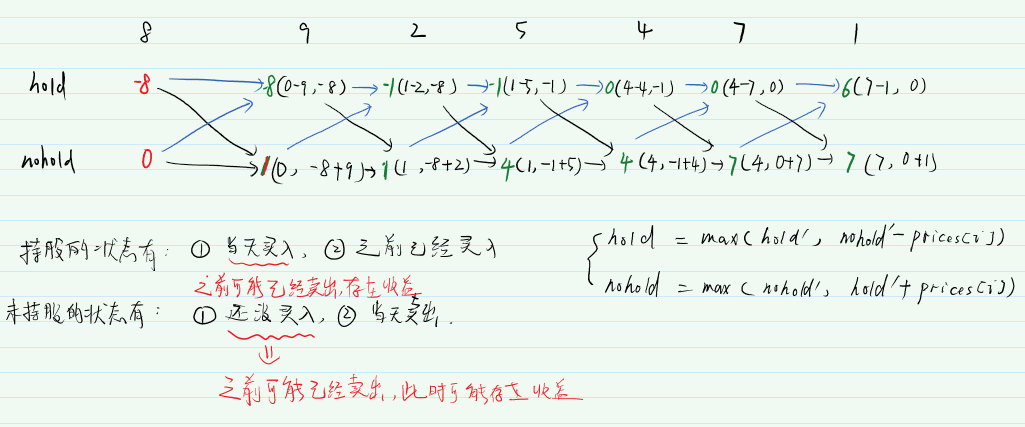 8 9 2 5 4 7 1
hold -8 -8(0-9,-8) -1(1-2,-8) -1(1-5,-1) 0(4-4,-1) 0(4-7,0) 6(7-1,0)
nohold 0 1(0,-8+9) 1(1,-8+2) 4(1,-1+5) 4(4,-1+4) 7(4,0+7) 7(7,0+1)
持股的状态有: ① 当天买入, ② 之前已经买入
之前可能已经卖出,存在收益
未持股的状态有: ① 还没买入, ② 当天卖出.
之前可能已经卖出,此时可能存在收益
hold = max(hold', nohold'-prices[i])
nohold = max(nohold', hold'+prices[i])